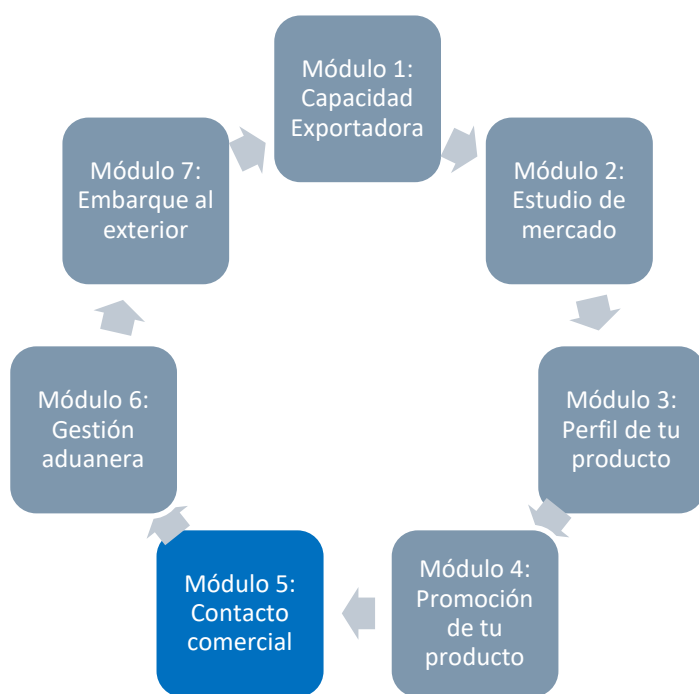 Módulo 1:
Capacidad
Exportadora
Módulo 2:
Estudio de
mercado
Módulo 3:
Perfil de tu
producto
Módulo 4:
Promoción
de tu
producto
Módulo 5:
Contacto
comercial
Módulo 6:
Gestión
aduanera
Módulo 7:
Embarque al
exterior